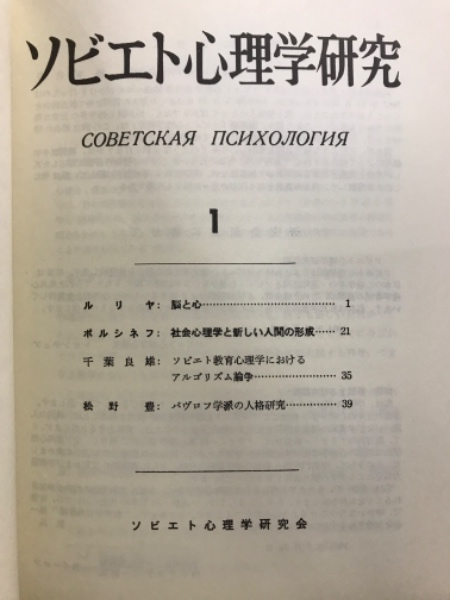 ソビエト心理学研究
СОВЕТСКАЯ ПСИХОЛОГИЯ
1
ルリヤ: 脳と心…………………………… 1
ポルシネフ: 社会心理学と新しい人間の形成…… 21
千葉良雄: ソビエト教育心理学における
アルゴリズム論争…………………… 35
松野豊: パヴロフ学派の人格研究…………… 39
ソビエト心理学研究会